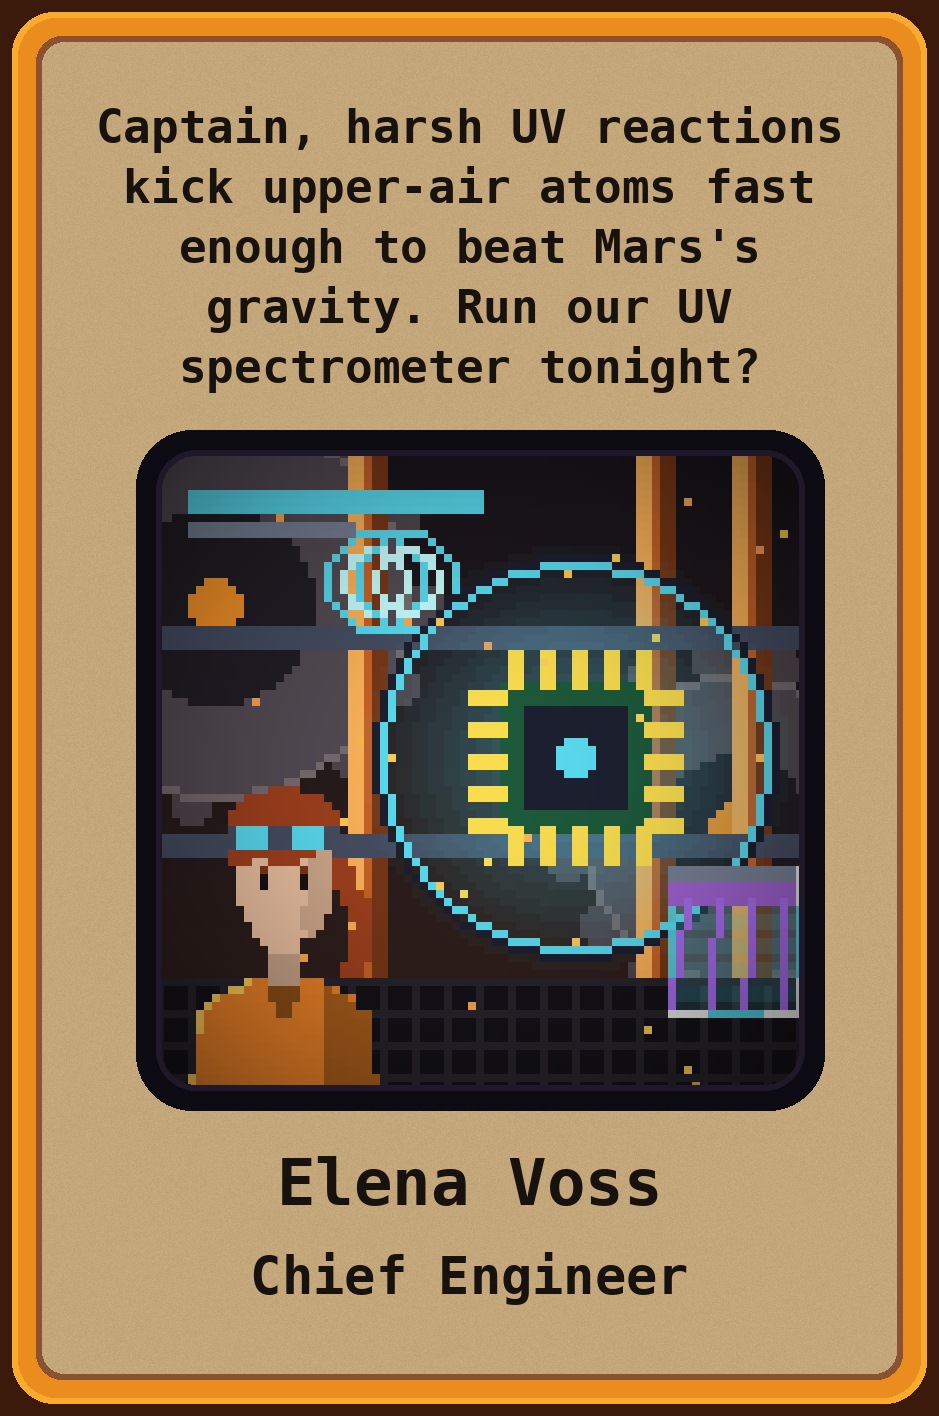 Captain, harsh UV reactions
kick upper-air atoms fast
enough to beat Mars's
gravity. Run our UV
spectrometer tonight?
Elena Voss
Chief Engineer